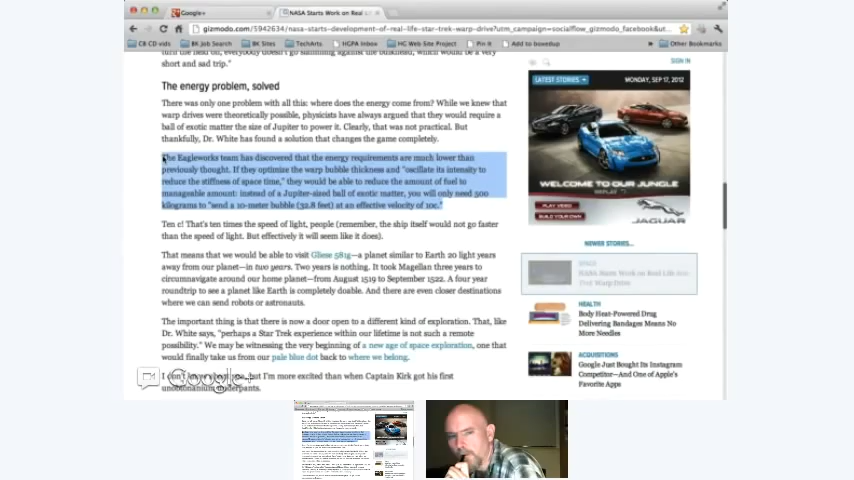 Google+
NASA Starts Work on Real
gizmodo.com/5942634/nasa-starts-development-of-real-life-star-trek-warp-drive?utm_campaign=socialflow_gizmodo_facebook&ut...
CB CD-vids BK Job Search BK Sites TechArts HGPA Inbox HG Web Site Project Pin It Add to boxedup Other Bookmarks
short and sad trip."
The energy problem, solved
There was only one problem with all this: where does the energy come from? While we knew that
warp drives were theoretically possible, physicists have always argued that they would require a
ball of exotic matter the size of Jupiter to power it. Clearly, that was not practical. But
thankfully, Dr. White has found a solution that changes the game completely.
The Eagleworks team has discovered that the energy requirements are much lower than
previously thought. If they optimize the warp bubble thickness and "oscillate its intensity to
reduce the stiffness of space time," they would be able to reduce the amount of fuel to
manageable amount: instead of a Jupiter-sized ball of exotic matter, you will only need 500
kilograms to "send a 10-meter bubble (32.8 feet) at an effective velocity of 10c."
Ten c! That's ten times the speed of light, people (remember, the ship itself would not go faster
than the speed of light. But effectively it will seem like it does).
That means that we would be able to visit Gliese 581g—a planet similar to Earth 20 light years
away from our planet—in two years. Two years is nothing. It took Magellan three years to
circumnavigate around our home planet—from August 1519 to September 1522. A four year
roundtrip to see a planet like Earth is completely doable. And there are even closer destinations
where we can send robots or astronauts.
The important thing is that there is now a door open to a different kind of exploration. That, like
Dr. White says, "perhaps a Star Trek experience within our lifetime is not such a remote
possibility." We may be witnessing the very beginning of a new age of space exploration, one that
would finally take us from our pale blue dot back to where we belong.
I don't know about you, but I'm more excited than when Captain Kirk got his first
unobtonanium underpants.
Google+
SIGN IN
LATEST STORIES MONDAY, SEP 17, 2012
WELCOME TO OUR JUNGLE
REPLAY
PLAY VIDEO
BUILD YOUR OWN
JAGUAR
NEWER STORIES...
SPACE
NASA Starts Work on Real Life Star
Trek Warp Drive
HEALTH
Body Heat-Powered Drug
Delivering Bandages Means No
More Needles
ACQUISITIONS
Google Just Bought Its Instagram
Competitor—And One of Apple's
Favorite Apps